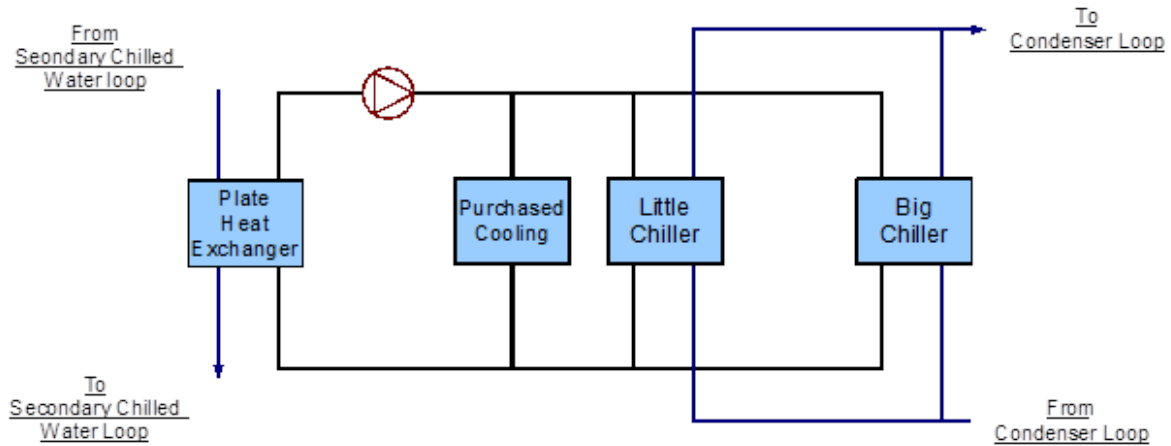 From
Seondary Chilled
Water loop
To
Condenser Loop
Plate
Heat
Exchanger
Purchased
Cooling
Little
Chiller
Big
Chiller
To
Secondary Chilled
Water Loop
From
Condenser Loop